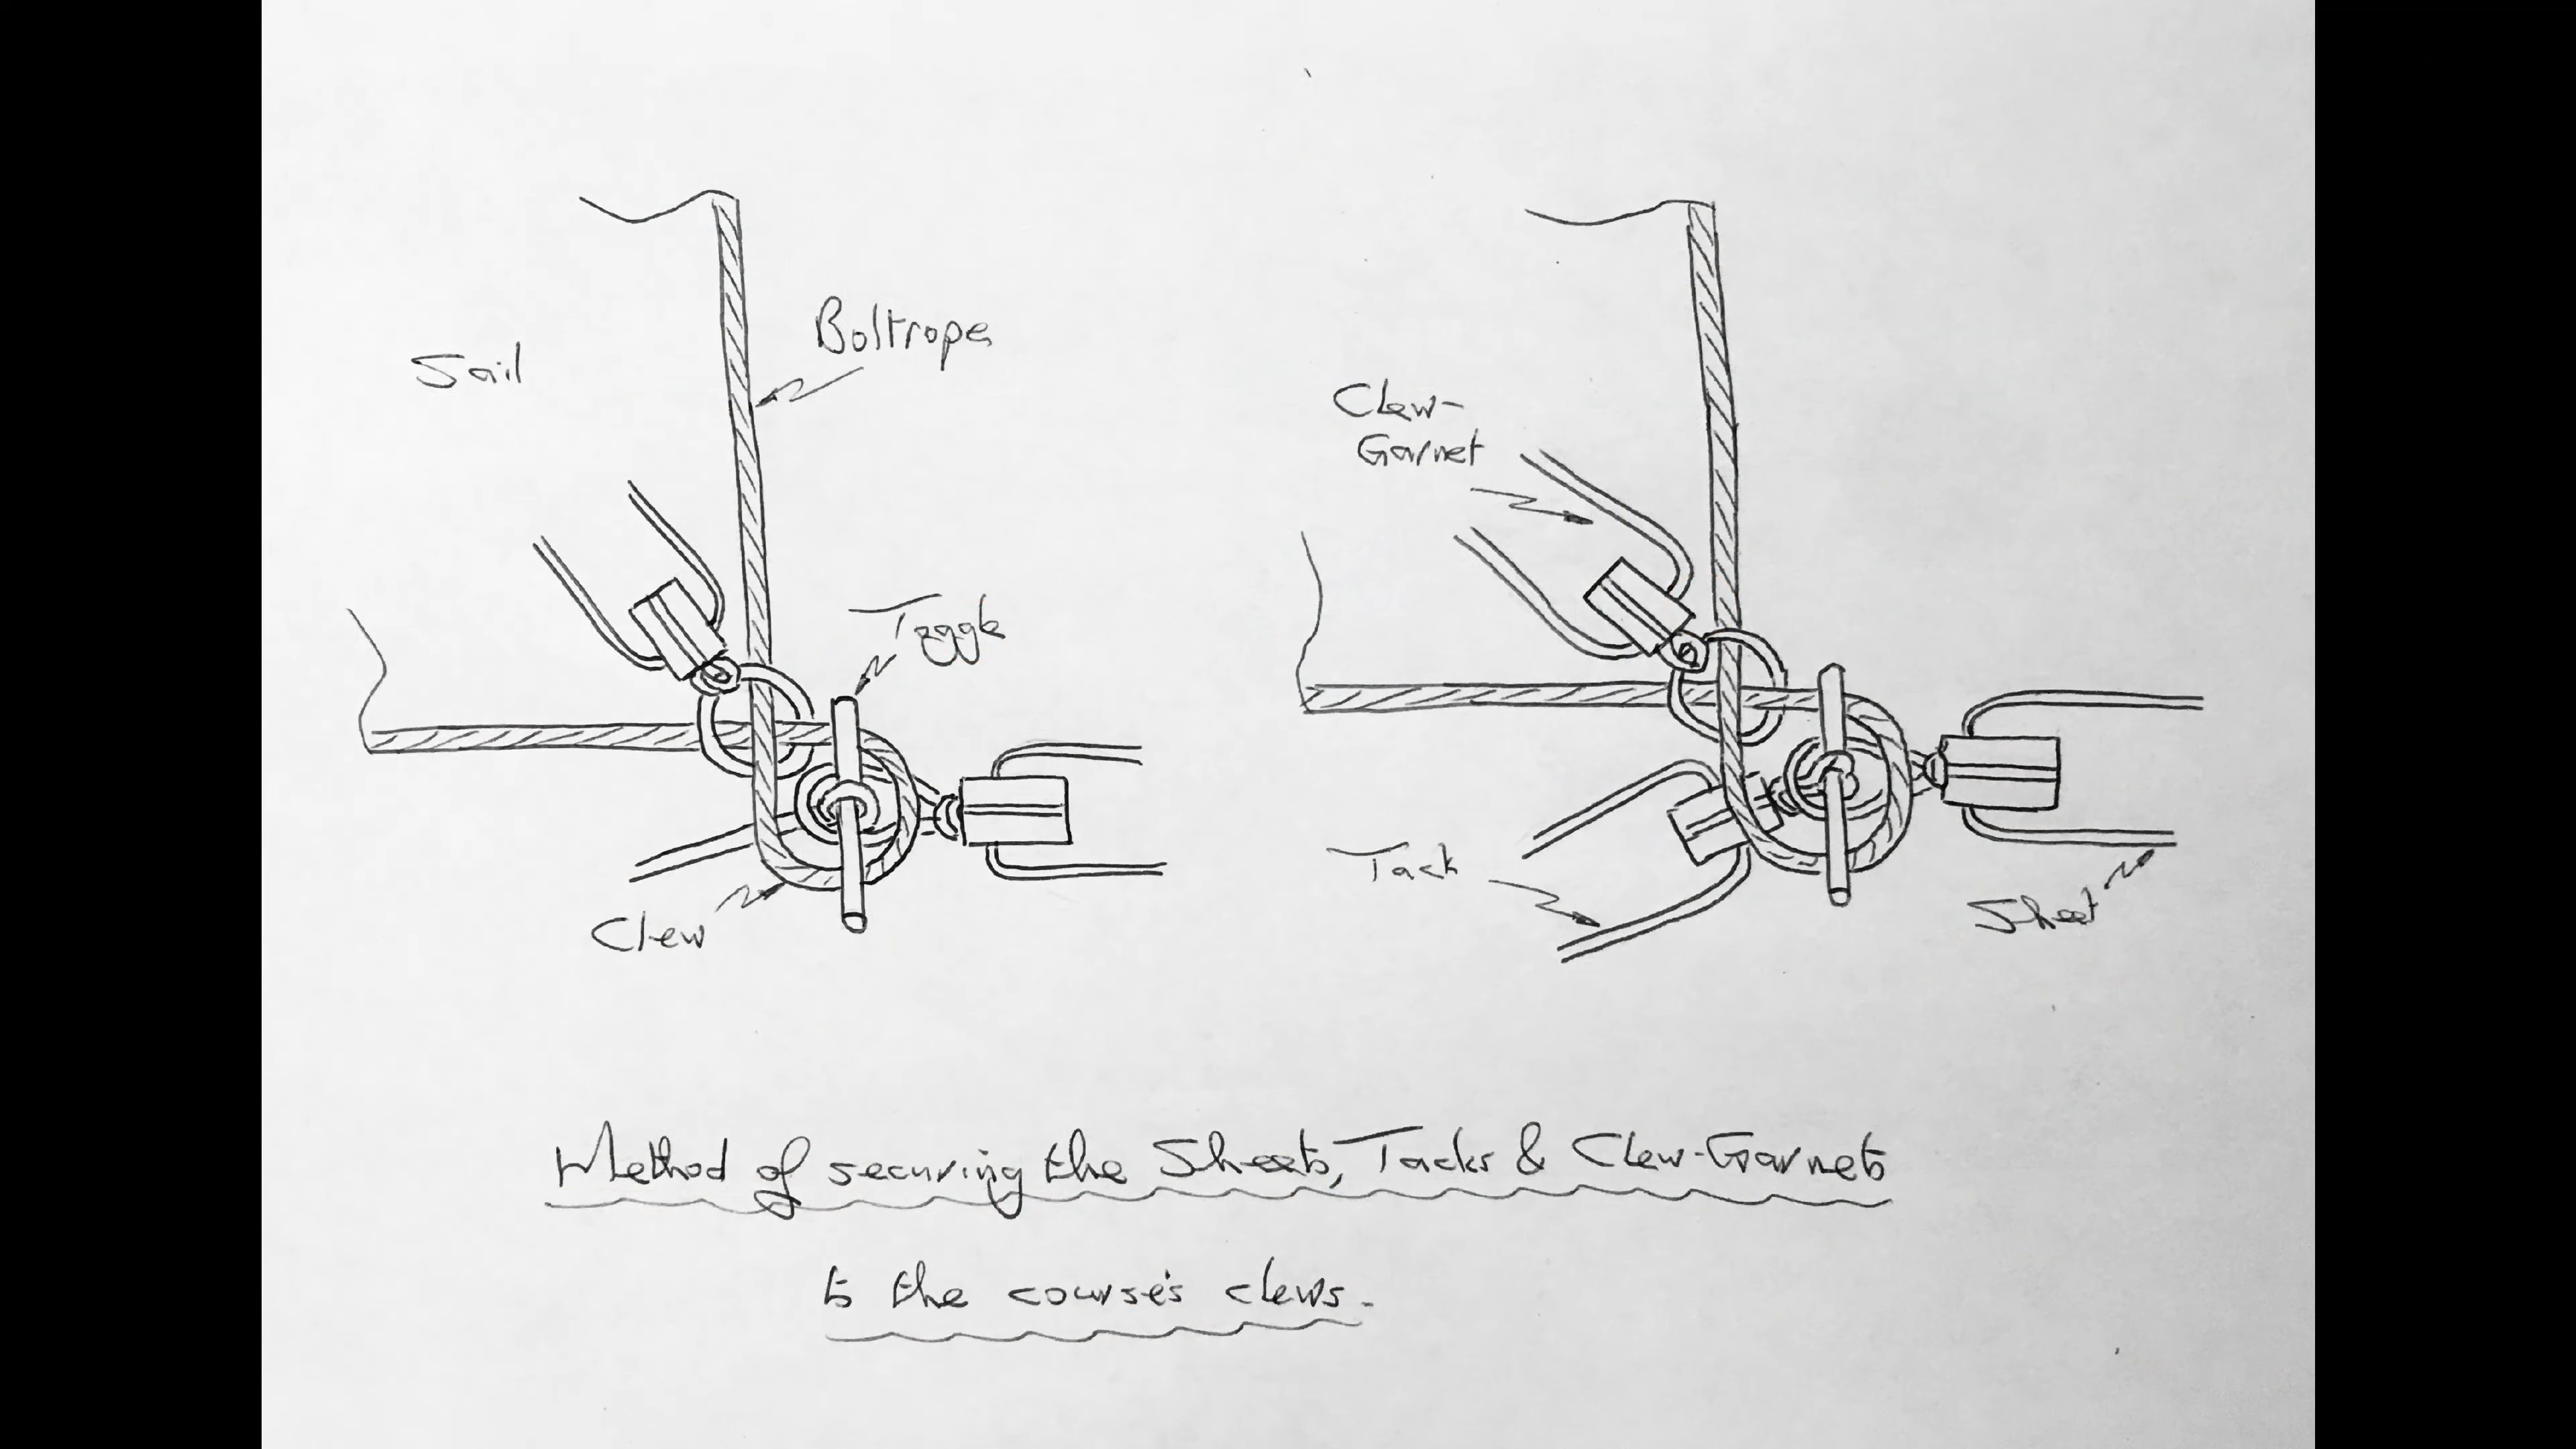 Sail
Boltrope
Toggle
Clew
Clew-
Garnet
Tack
Sheet
Method of securing the Sheets, Tacks & Clew-Garnets
to the course's clews.